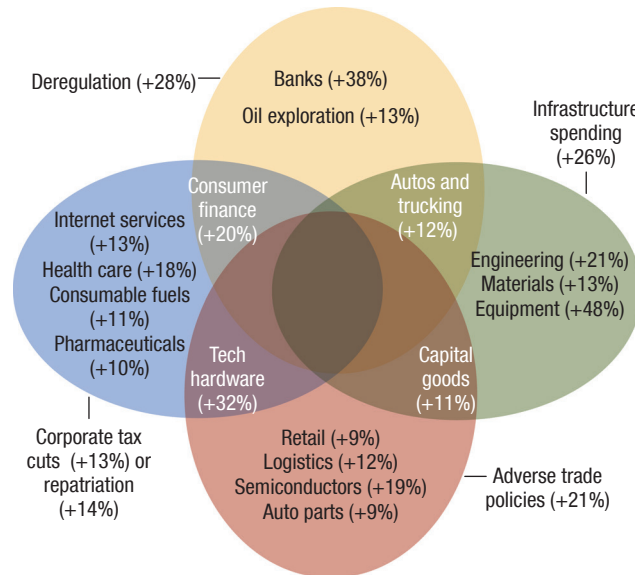 Deregulation (+28%)
Banks (+38%)
Oil exploration (+13%)
Infrastructure
spending
(+26%)
Consumer
finance
(+20%)
Autos and
trucking
(+12%)
Internet services
(+13%)
Health care (+18%)
Consumable fuels
(+11%)
Pharmaceuticals
(+10%)
Engineering (+21%)
Materials (+13%)
Equipment (+48%)
Tech
hardware
(+32%)
Capital
goods
(+11%)
Corporate tax
cuts (+13%) or
repatriation
(+14%)
Retail (+9%)
Logistics (+12%)
Semiconductors (+19%)
Auto parts (+9%)
Adverse trade
policies (+21%)